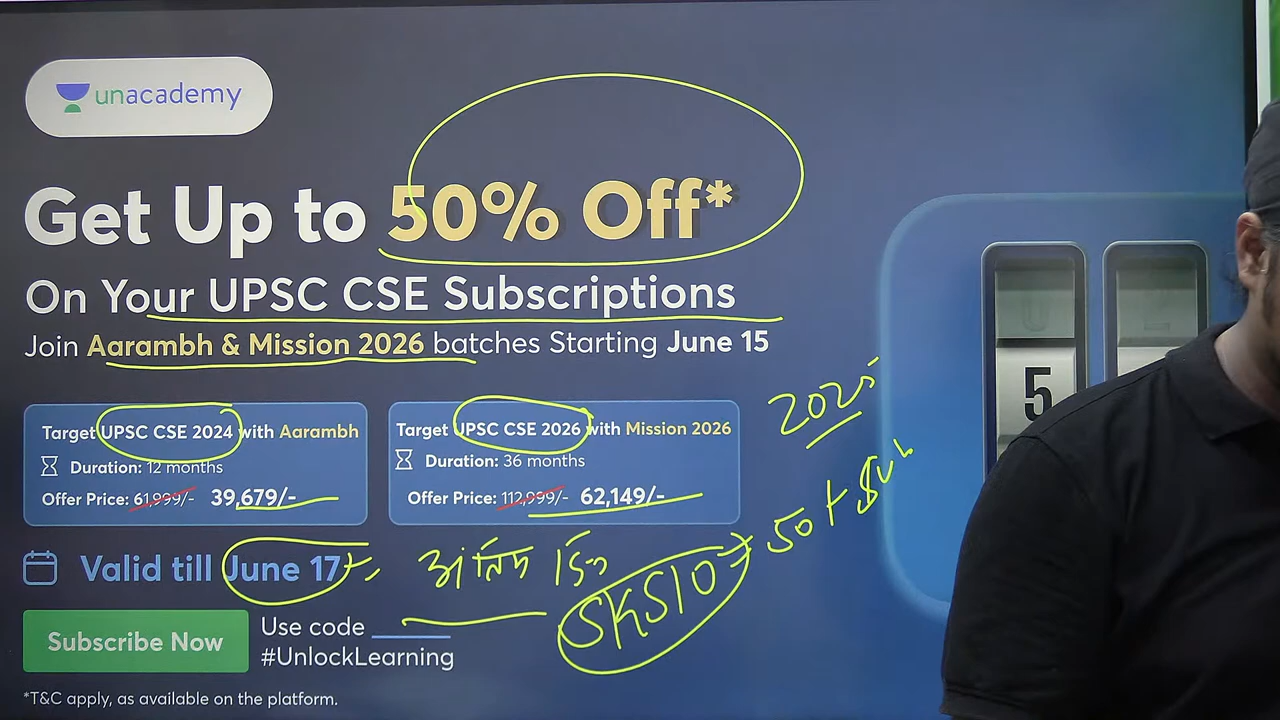 unacademy
Get Up to 50% Off*
On Your UPSC CSE Subscriptions
Join Aarambh & Mission 2026 batches Starting June 15
Target UPSC CSE 2024 with Aarambh
Duration: 12 months
Offer Price: 61,999/- 39,679/-
Target UPSC CSE 2026 with Mission 2026
Duration: 36 months
Offer Price: 112,999/- 62,149/-
2025
5
Valid till June 17
SKS10
50 +
Subscribe Now
Use code
#UnlockLearning
*T&C apply, as available on the platform.